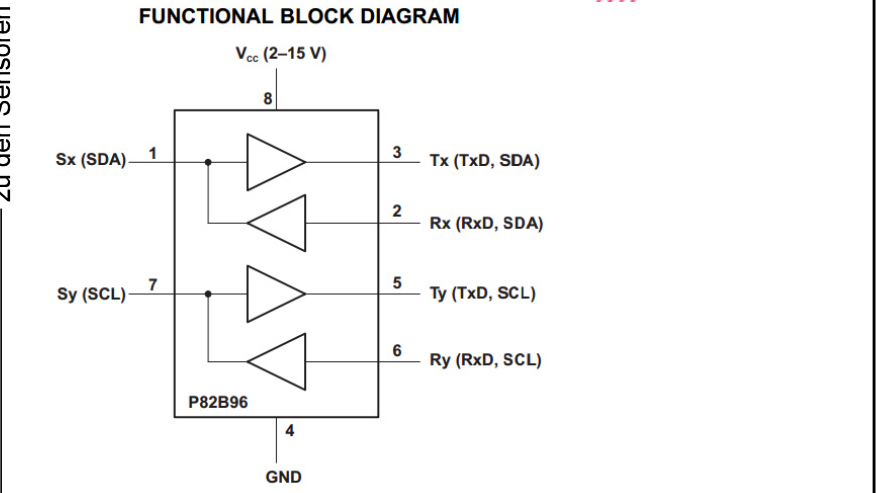 FUNCTIONAL BLOCK DIAGRAM
Vcc (2–15 V)
8
Sx (SDA) 1
3 Tx (TxD, SDA)
2 Rx (RxD, SDA)
Sy (SCL) 7
5 Ty (TxD, SCL)
6 Ry (RxD, SCL)
P82B96
4
GND
zu den Sensoren